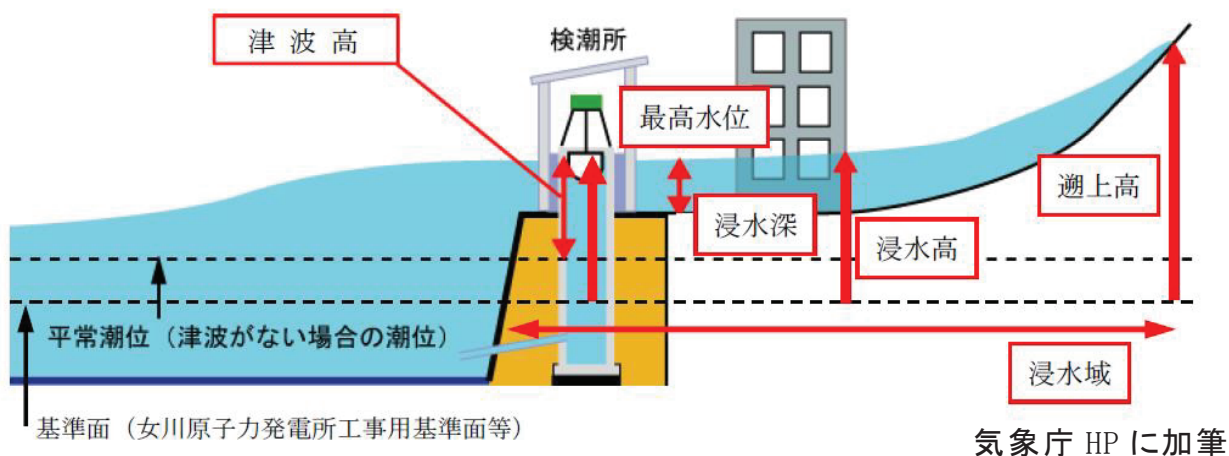 津波高
検潮所
最高水位
遡上高
浸水深
浸水高
平常潮位（津波がない場合の潮位）
浸水域
基準面（女川原子力発電所工事用基準面等）
気象庁 HP に加筆